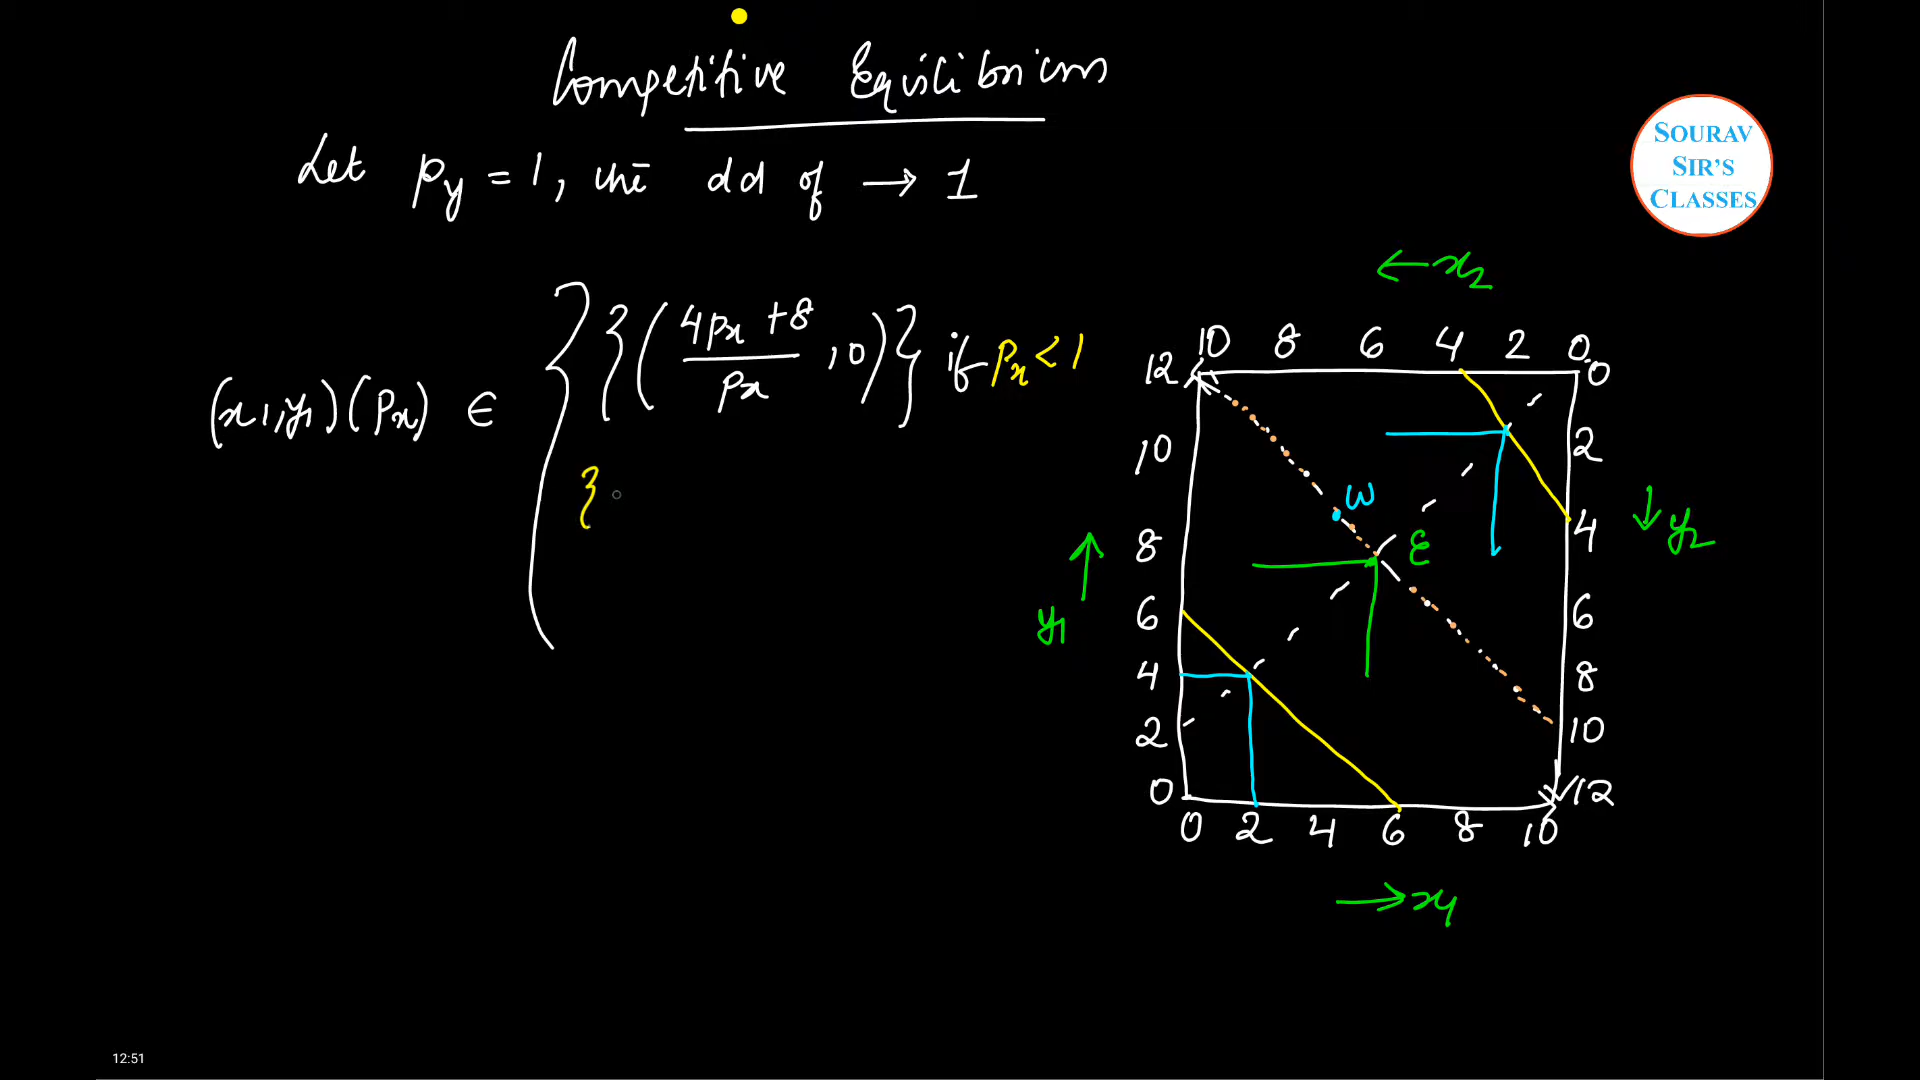 Competitive Equilibrium
Let Py = 1, the dd of → 1
SOURAV
SIR'S
CLASSES
(x1, y1)(Px) ∈ { {( (4Px + 8)/Px , 0)} if Px < 1
{
← x2
10 8 6 4 2 0
12 10 8 6 4 2 0
0 2 4 6 8 10 12
W
E
↑ y1
↓ y2
0 2 4 6 8 10
→ x1
12:51